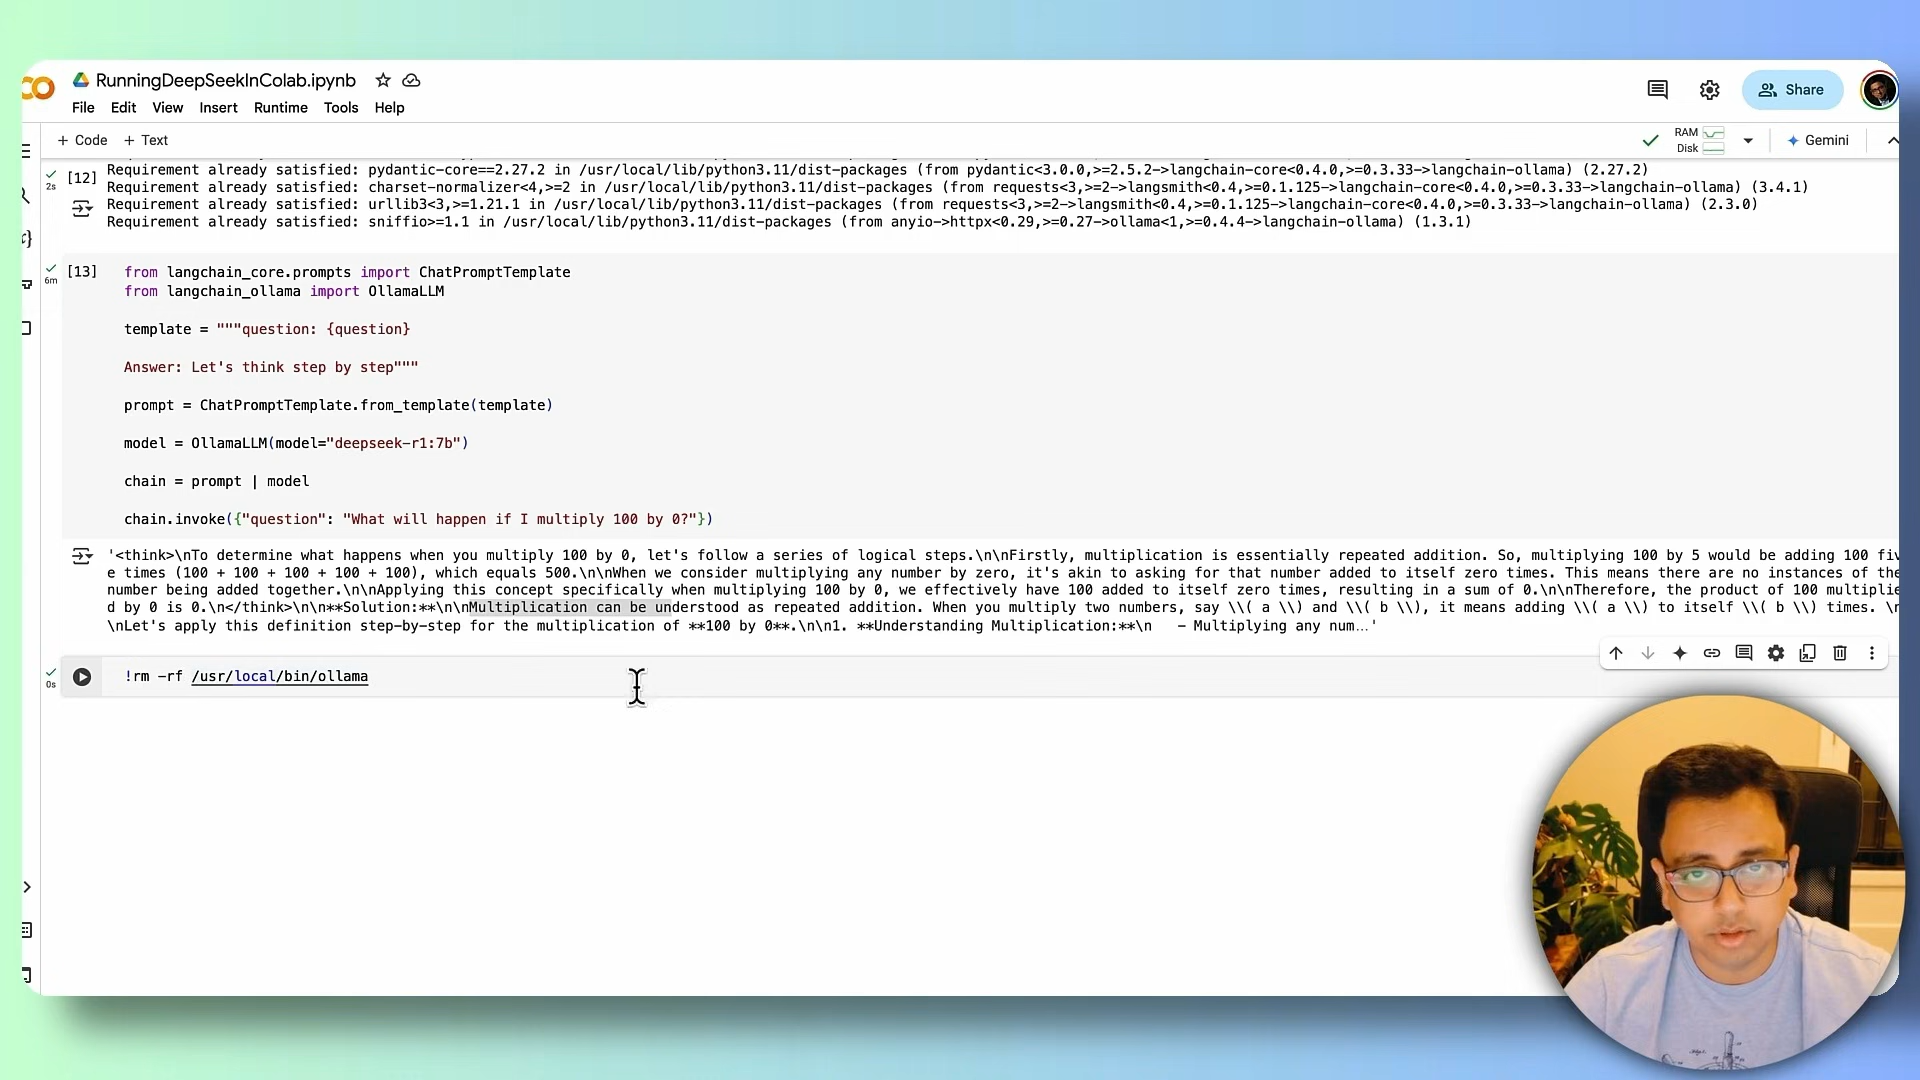 RunningDeepSeekInColab.ipynb
File Edit View Insert Runtime Tools Help
Share
+ Code + Text
RAM
Disk
Gemini
Requirement already satisfied: pydantic-core==2.27.2 in /usr/local/lib/python3.11/dist-packages (from pydantic<3.0.0,>=2.5.2->langchain-core<0.4.0,>=0.3.33->langchain-ollama) (2.27.2)
[12]
2s
Requirement already satisfied: charset-normalizer<4,>=2 in /usr/local/lib/python3.11/dist-packages (from requests<3,>=2->langsmith<0.4,>=0.1.125->langchain-core<0.4.0,>=0.3.33->langchain-ollama) (3.4.1)
Requirement already satisfied: urllib3<3,>=1.21.1 in /usr/local/lib/python3.11/dist-packages (from requests<3,>=2->langsmith<0.4,>=0.1.125->langchain-core<0.4.0,>=0.3.33->langchain-ollama) (2.3.0)
Requirement already satisfied: sniffio>=1.1 in /usr/local/lib/python3.11/dist-packages (from anyio->httpx<0.29,>=0.27->ollama<1,>=0.4.4->langchain-ollama) (1.3.1)
[13]
6m
from langchain_core.prompts import ChatPromptTemplate
from langchain_ollama import OllamaLLM
template = """question: {question}
Answer: Let's think step by step"""
prompt = ChatPromptTemplate.from_template(template)
model = OllamaLLM(model="deepseek-r1:7b")
chain = prompt | model
chain.invoke({"question": "What will happen if I multiply 100 by 0?"})
'<think>\nTo determine what happens when you multiply 100 by 0, let's follow a series of logical steps.\n\nFirstly, multiplication is essentially repeated addition. So, multiplying 100 by 5 would be adding 100 fiv
e times (100 + 100 + 100 + 100 + 100), which equals 500.\n\nWhen we consider multiplying any number by zero, it's akin to asking for that number added to itself zero times. This means there are no instances of the
number being added together.\n\nApplying this concept specifically when multiplying 100 by 0, we effectively have 100 added to itself zero times, resulting in a sum of 0.\n\nTherefore, the product of 100 multiplie
d by 0 is 0.\n</think>\n\n**Solution:**\n\nMultiplication can be understood as repeated addition. When you multiply two numbers, say \\( a \\) and \\( b \\), it means adding \\( a \\) to itself \\( b \\) times. \
\nLet's apply this definition step-by-step for the multiplication of **100 by 0**.\n\n1. **Understanding Multiplication:**\n   - Multiplying any num...'
0s
!rm -rf /usr/local/bin/ollama